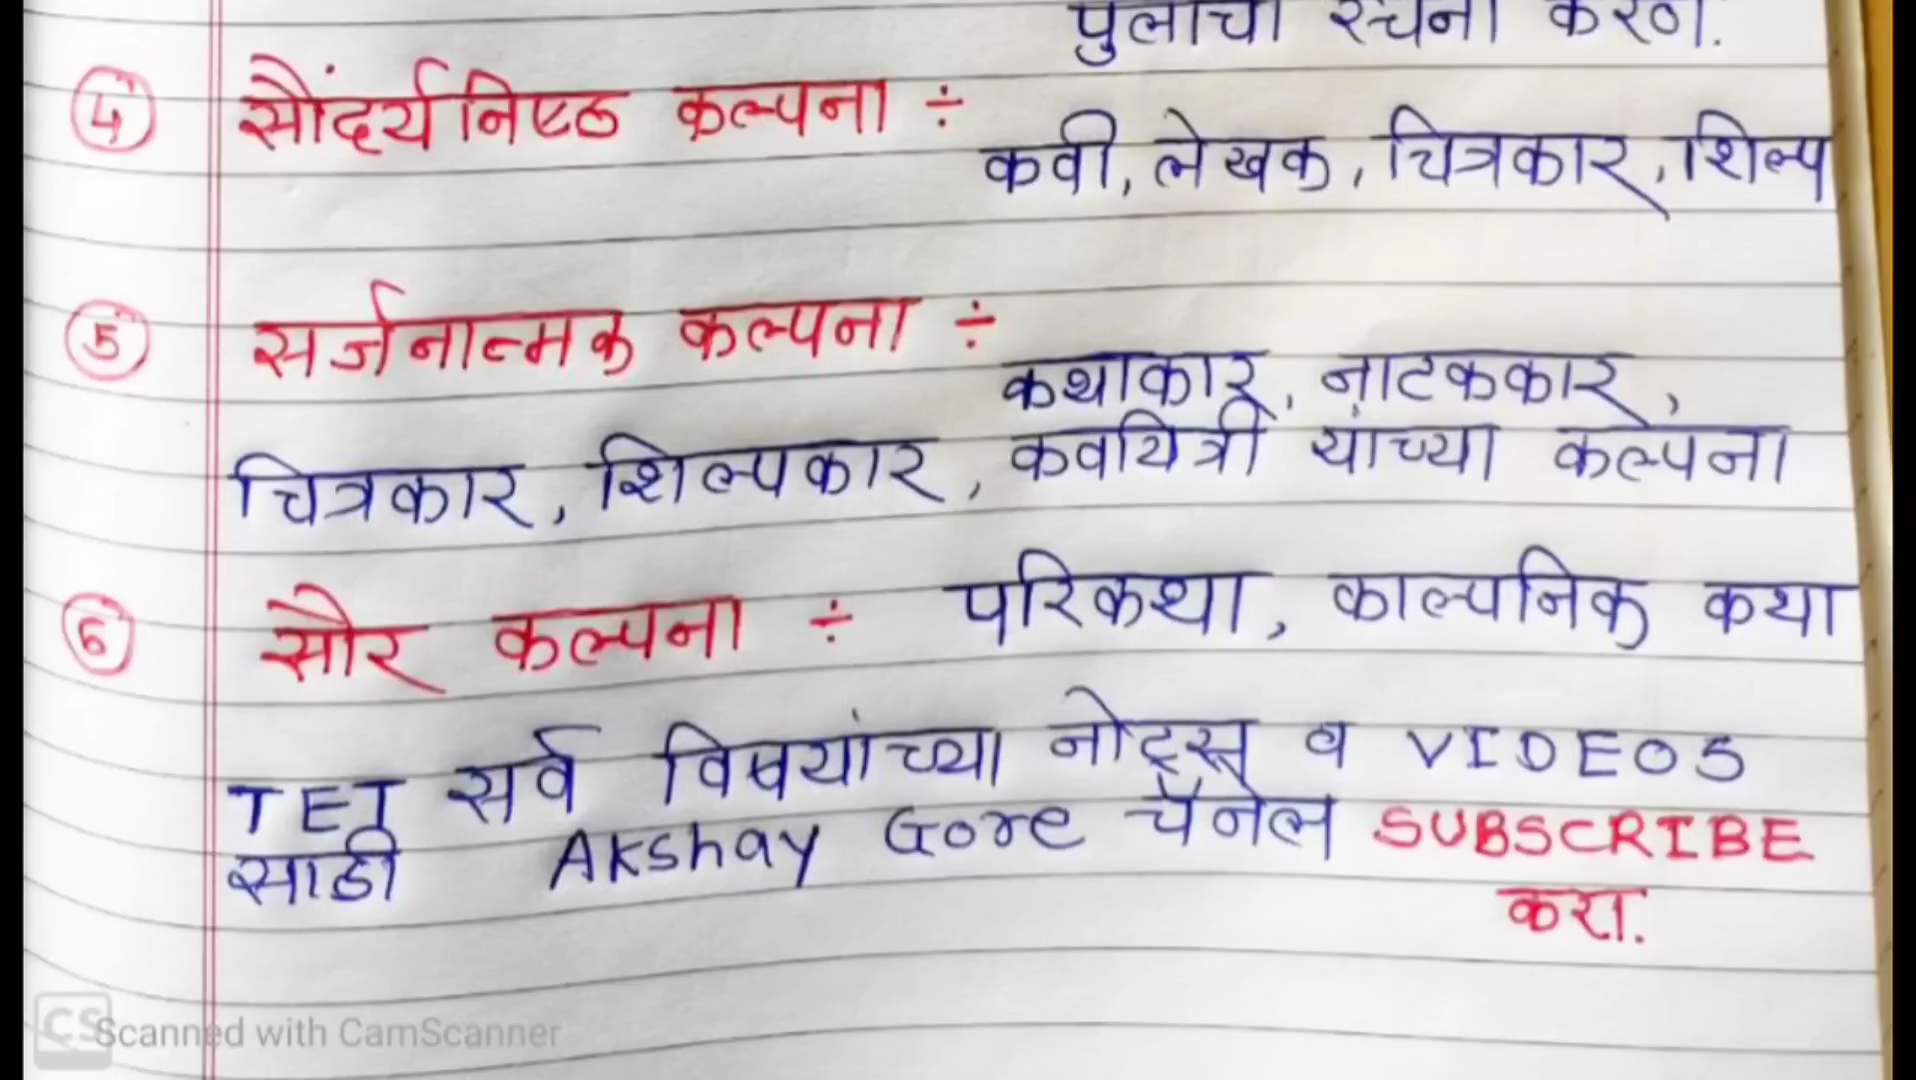 पुलाची रचना करणे.
④ सौंदर्यनिष्ठ कल्पना ÷
कवी, लेखक, चित्रकार, शिल्प
⑤ सर्जनात्मक कल्पना ÷
कथाकार, नाटककार,
चित्रकार, शिल्पकार, कवयित्री यांच्या कल्पना
⑥ सौर कल्पना ÷ परिकथा, काल्पनिक कथा
TET सर्व विषयांच्या नोट्स व VIDEOS
साठी Akshay Gore चॅनेल SUBSCRIBE
करा.
CS Scanned with CamScanner